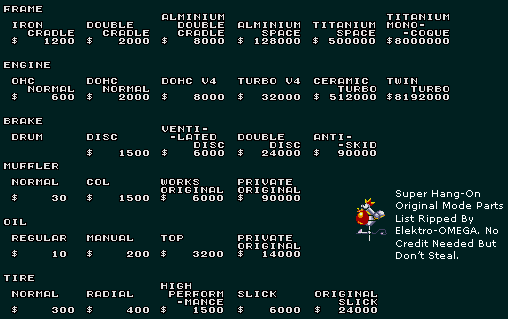 FRAME
IRON CRADLE $ 1200
DOUBLE CRADLE $ 2000
ALMINIUM DOUBLE CRADLE $ 8000
ALMINIUM SPACE $ 128000
TITANIUM SPACE $ 500000
TITANIUM MONO- -COQUE $8000000
ENGINE
OHC NORMAL $ 600
DOHC NORMAL $ 2000
DOHC V4 $ 8000
TURBO V4 $ 32000
CERAMIC TURBO $ 512000
TWIN TURBO $8192000
BRAKE
DRUM
DISC $ 1500
VENTI- -LATED DISC $ 6000
DOUBLE DISC $ 24000
ANTI- -SKID $ 90000
MUFFLER
NORMAL $ 30
COL $ 1500
WORKS ORIGINAL $ 6000
PRIVATE ORIGINAL $ 90000
OIL
REGULAR $ 10
MANUAL $ 200
TOP $ 3200
PRIVATE ORIGINAL $ 14000
TIRE
NORMAL $ 300
RADIAL $ 400
HIGH PERFORM -MANCE $ 1500
SLICK $ 6000
ORIGINAL SLICK $ 24000
Super Hang-On
Original Mode Parts
List Ripped By
Elektro-OMEGA. No
Credit Needed But
Don't Steal.